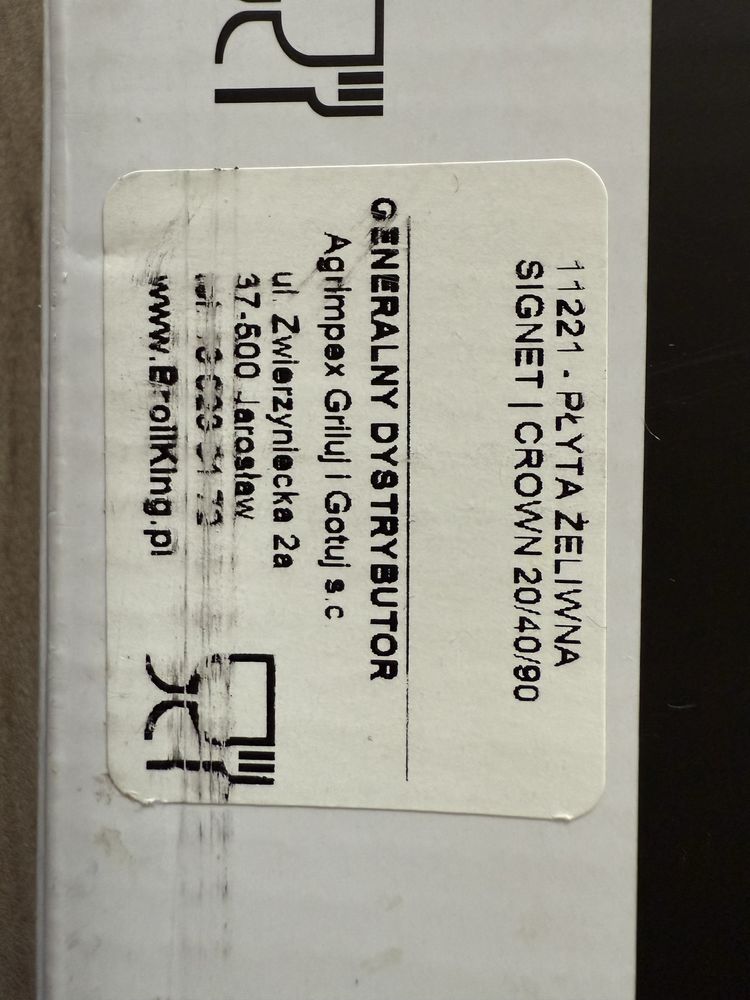 11221 - PŁYTA ŻELIWNA
SIGNET | CROWN 20/40/90
GENERALNY DYSTRYBUTOR
AgrImpex Griluj i Gotuj s.c
ul. Zwierzyniecka 2a
37-500 Jarosław
www.BroilKing.pl